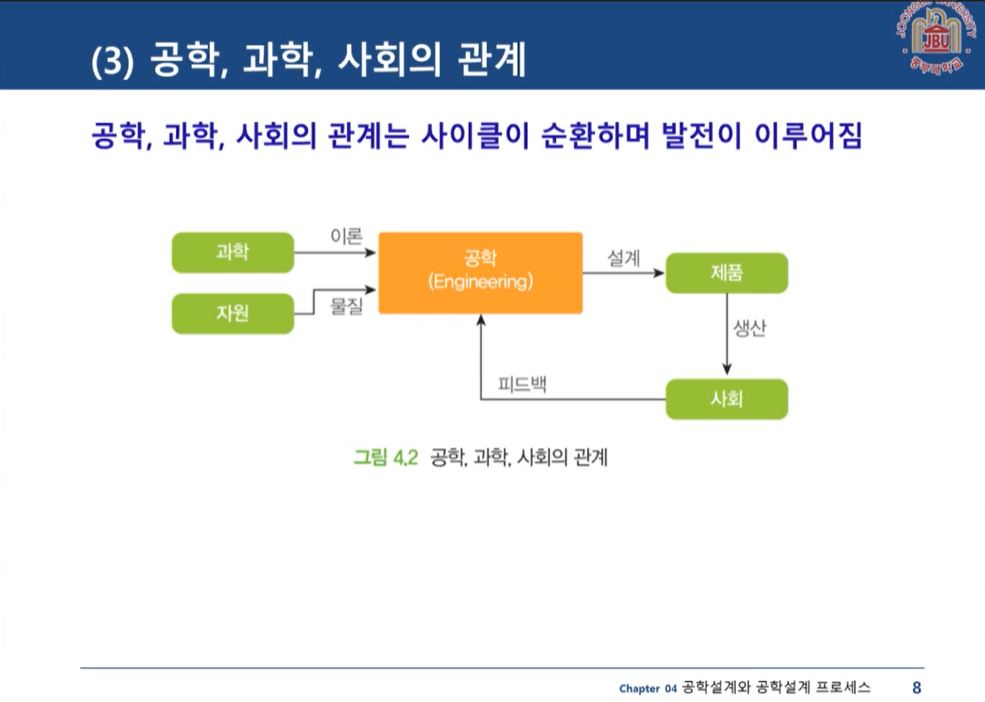 (3) 공학, 과학, 사회의 관계
JOONGBU UNIVERSITY
JBU
중부대학교
공학, 과학, 사회의 관계는 사이클이 순환하며 발전이 이루어짐
과학
이론
자원
물질
공학
(Engineering)
설계
제품
생산
사회
피드백
그림 4.2 공학, 과학, 사회의 관계
Chapter 04 공학설계와 공학설계 프로세스 8